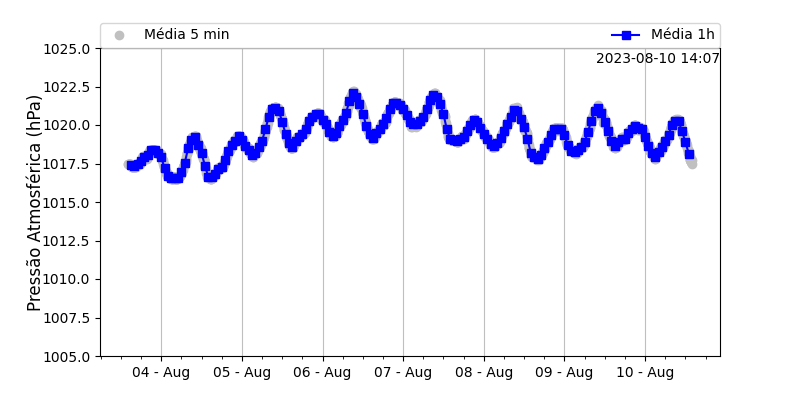 Média 5 min
Média 1h
2023-08-10 14:07
Pressão Atmosférica (hPa)
1025.0
1022.5
1020.0
1017.5
1015.0
1012.5
1010.0
1007.5
1005.0
04 - Aug
05 - Aug
06 - Aug
07 - Aug
08 - Aug
09 - Aug
10 - Aug